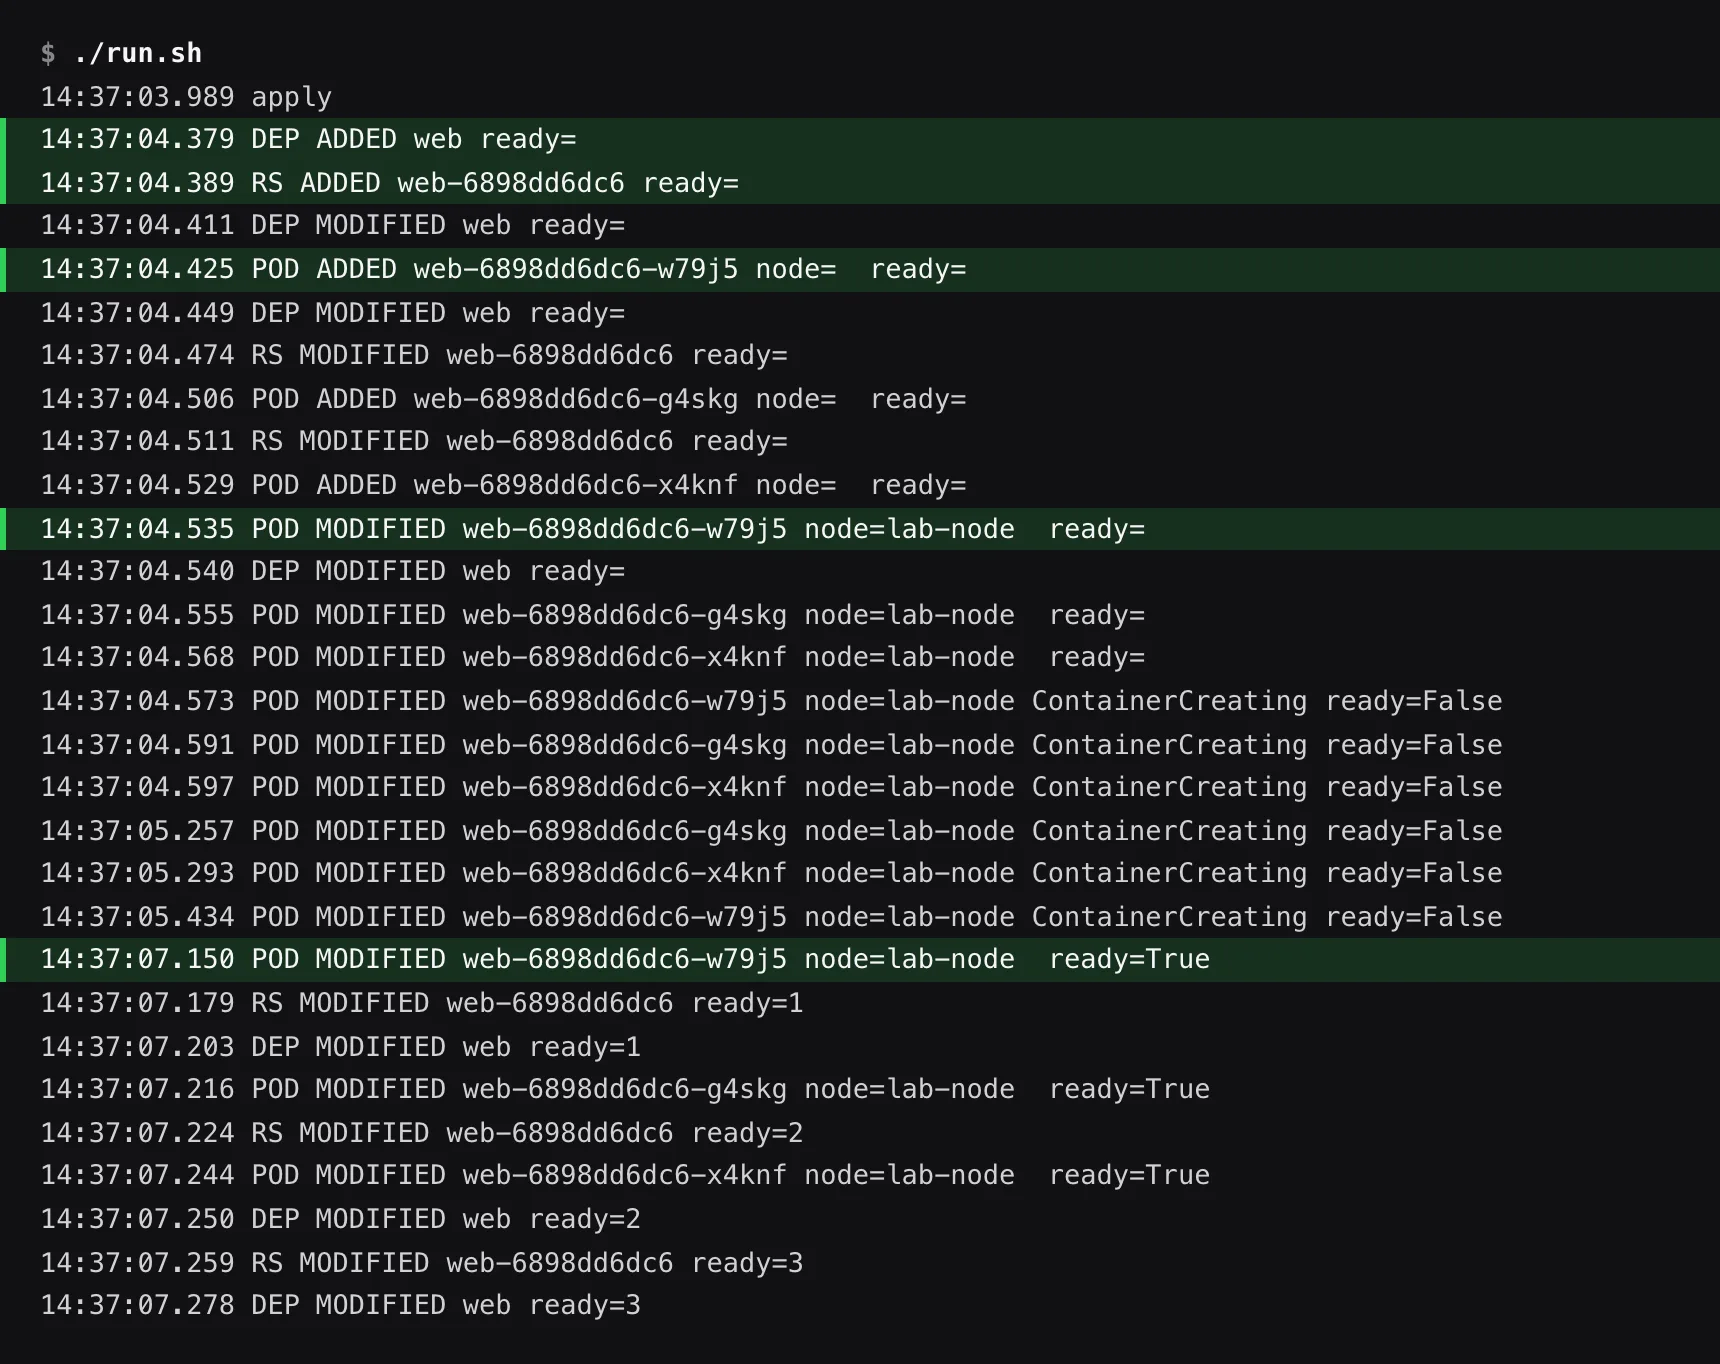 $ ./run.sh
14:37:03.989 apply
14:37:04.379 DEP ADDED web ready=
14:37:04.389 RS ADDED web-6898dd6dc6 ready=
14:37:04.411 DEP MODIFIED web ready=
14:37:04.425 POD ADDED web-6898dd6dc6-w79j5 node=  ready=
14:37:04.449 DEP MODIFIED web ready=
14:37:04.474 RS MODIFIED web-6898dd6dc6 ready=
14:37:04.506 POD ADDED web-6898dd6dc6-g4skg node=  ready=
14:37:04.511 RS MODIFIED web-6898dd6dc6 ready=
14:37:04.529 POD ADDED web-6898dd6dc6-x4knf node=  ready=
14:37:04.535 POD MODIFIED web-6898dd6dc6-w79j5 node=lab-node  ready=
14:37:04.540 DEP MODIFIED web ready=
14:37:04.555 POD MODIFIED web-6898dd6dc6-g4skg node=lab-node  ready=
14:37:04.568 POD MODIFIED web-6898dd6dc6-x4knf node=lab-node  ready=
14:37:04.573 POD MODIFIED web-6898dd6dc6-w79j5 node=lab-node ContainerCreating ready=False
14:37:04.591 POD MODIFIED web-6898dd6dc6-g4skg node=lab-node ContainerCreating ready=False
14:37:04.597 POD MODIFIED web-6898dd6dc6-x4knf node=lab-node ContainerCreating ready=False
14:37:05.257 POD MODIFIED web-6898dd6dc6-g4skg node=lab-node ContainerCreating ready=False
14:37:05.293 POD MODIFIED web-6898dd6dc6-x4knf node=lab-node ContainerCreating ready=False
14:37:05.434 POD MODIFIED web-6898dd6dc6-w79j5 node=lab-node ContainerCreating ready=False
14:37:07.150 POD MODIFIED web-6898dd6dc6-w79j5 node=lab-node  ready=True
14:37:07.179 RS MODIFIED web-6898dd6dc6 ready=1
14:37:07.203 DEP MODIFIED web ready=1
14:37:07.216 POD MODIFIED web-6898dd6dc6-g4skg node=lab-node  ready=True
14:37:07.224 RS MODIFIED web-6898dd6dc6 ready=2
14:37:07.244 POD MODIFIED web-6898dd6dc6-x4knf node=lab-node  ready=True
14:37:07.250 DEP MODIFIED web ready=2
14:37:07.259 RS MODIFIED web-6898dd6dc6 ready=3
14:37:07.278 DEP MODIFIED web ready=3